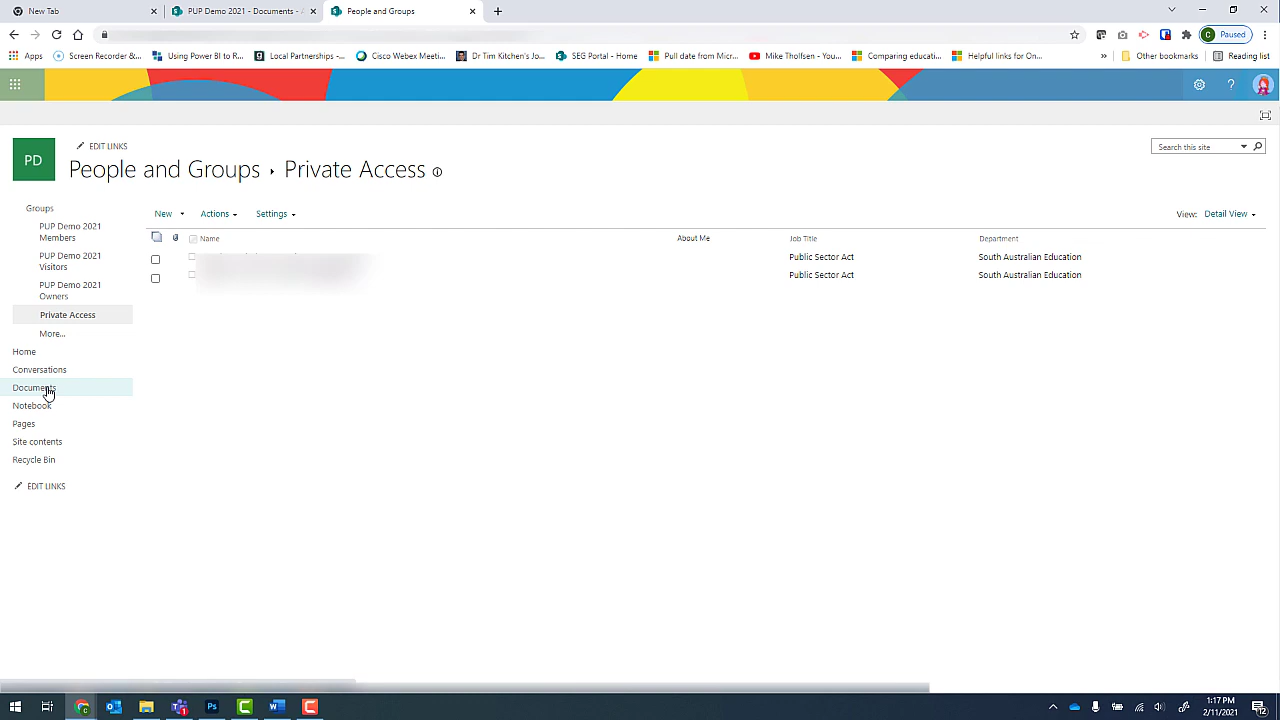 New Tab
PUP Demo 2021 - Documents - A
People and Groups
Paused
Apps
Screen Recorder &...
Using Power BI to R...
Local Partnerships -...
Cisco Webex Meeti...
Dr Tim Kitchen's Jo...
SEG Portal - Home
Pull date from Micr...
Mike Tholfsen - You...
Comparing educati...
Helpful links for On...
»
Other bookmarks
Reading list
PD
EDIT LINKS
People and Groups ▸ Private Access
Search this site
Groups
PUP Demo 2021
Members
PUP Demo 2021
Visitors
PUP Demo 2021
Owners
Private Access
More...
Home
Conversations
Documents
Notebook
Pages
Site contents
Recycle Bin
EDIT LINKS
New Actions Settings
View: Detail View
Name About Me Job Title Department
Public Sector Act South Australian Education
Public Sector Act South Australian Education
1:17 PM
2/11/2021